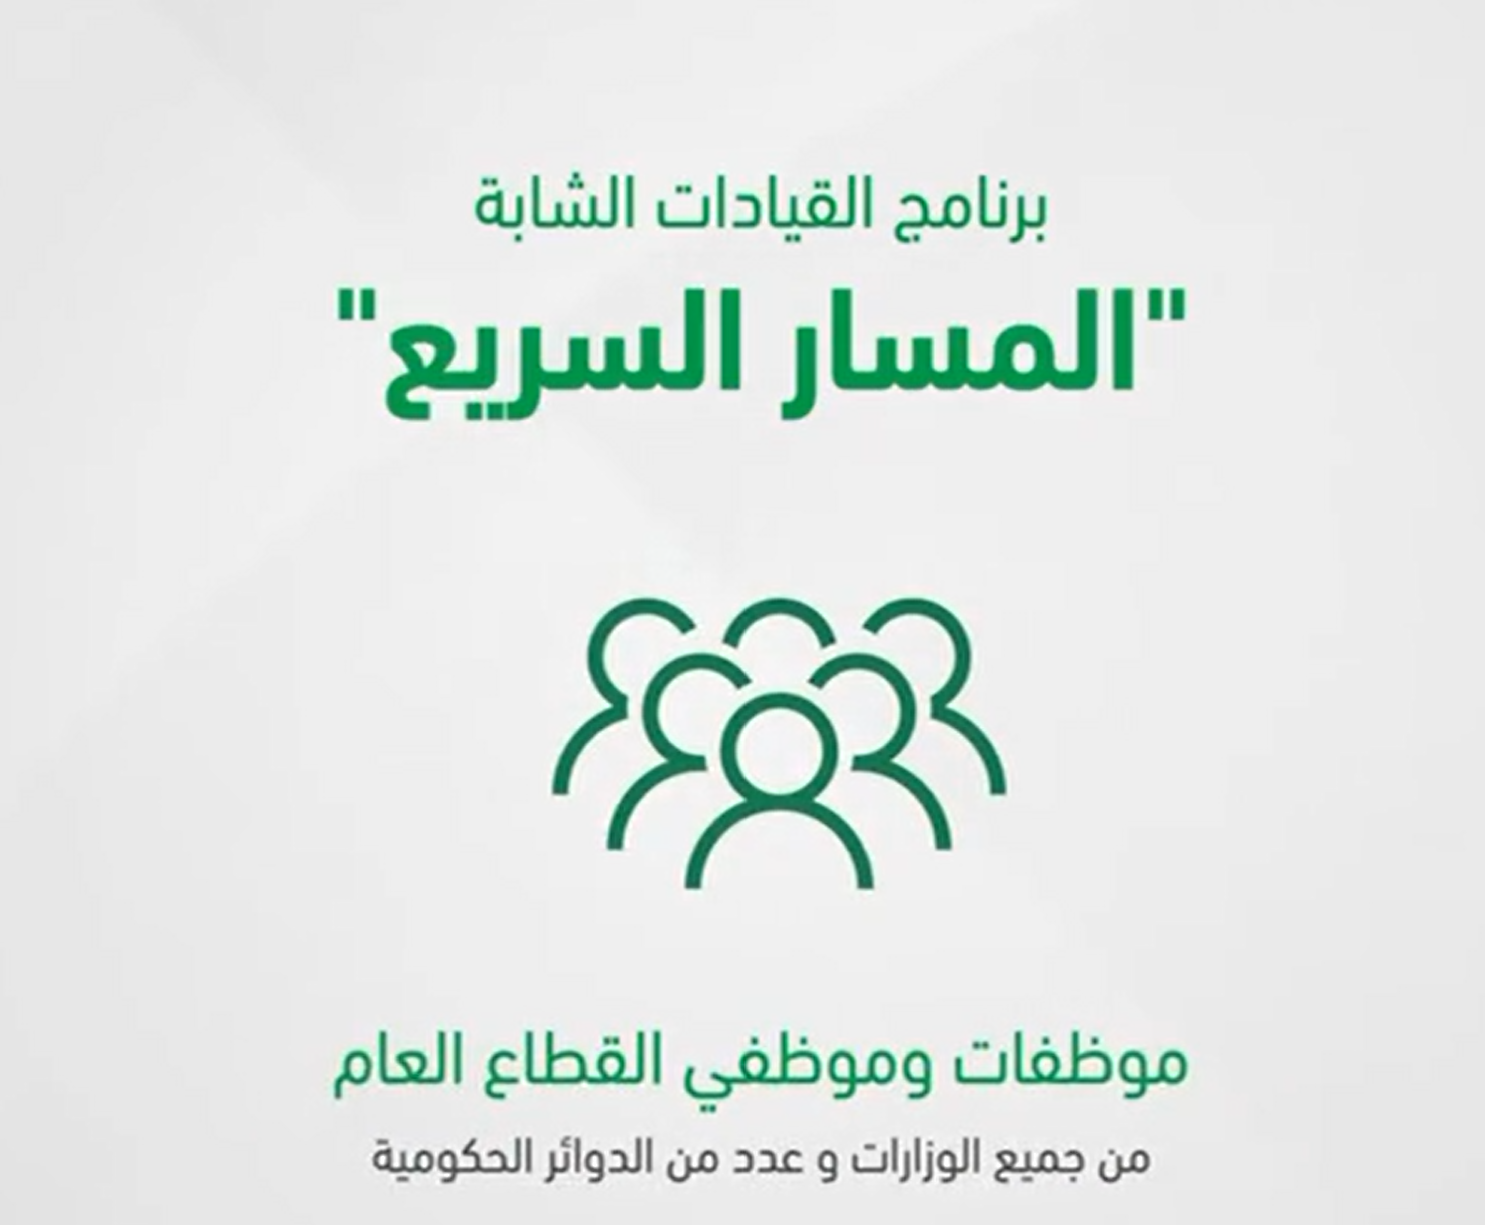 برنامج القيادات الشابة
"المسار السريع"
موظفات وموظفي القطاع العام
من جميع الوزارات و عدد من الدوائر الحكومية